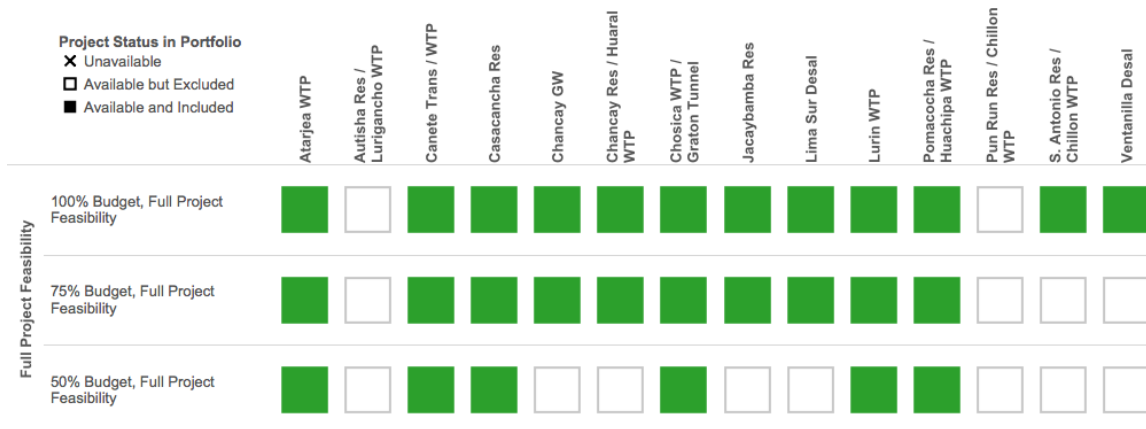 Project Status in Portfolio
Unavailable
Available but Excluded
Available and Included
Atarjea WTP
Autisha Res /
Lurigancho WTP
Canete Trans / WTP
Casacancha Res
Chancay GW
Chancay Res / Huaral
WTP
Chosica WTP /
Graton Tunnel
Jacaybamba Res
Lima Sur Desal
Lurin WTP
Pomacocha Res /
Huachipa WTP
Pun Run Res / Chillon
WTP
S. Antonio Res /
Chillon WTP
Ventanilla Desal
Full Project Feasibility
100% Budget, Full Project
Feasibility
75% Budget, Full Project
Feasibility
50% Budget, Full Project
Feasibility